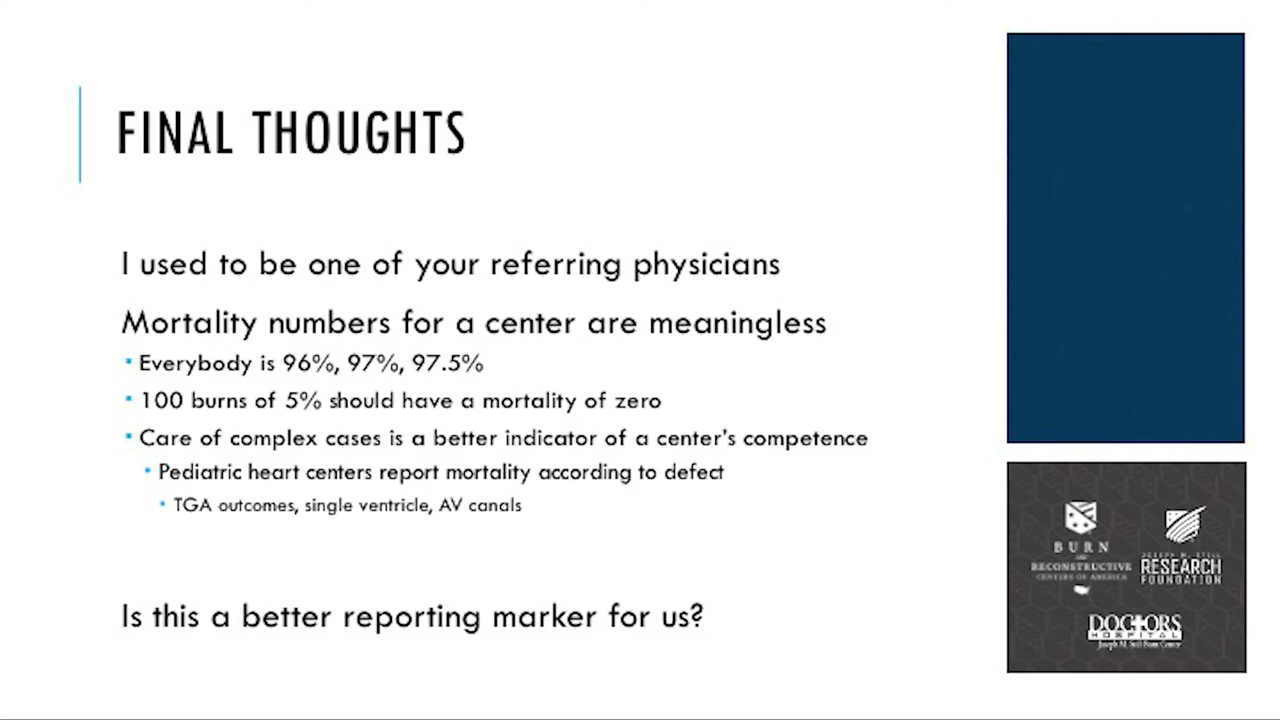 FINAL THOUGHTS
I used to be one of your referring physicians
Mortality numbers for a center are meaningless
Everybody is 96%, 97%, 97.5%
100 burns of 5% should have a mortality of zero
Care of complex cases is a better indicator of a center's competence
Pediatric heart centers report mortality according to defect
TGA outcomes, single ventricle, AV canals
Is this a better reporting marker for us?
BURN
AND
RECONSTRUCTIVE
CENTERS OF AMERICA
JOSEPH M. STILL
RESEARCH
FOUNDATION
DOCTORS
HOSPITAL
Joseph M. Still Burn Center